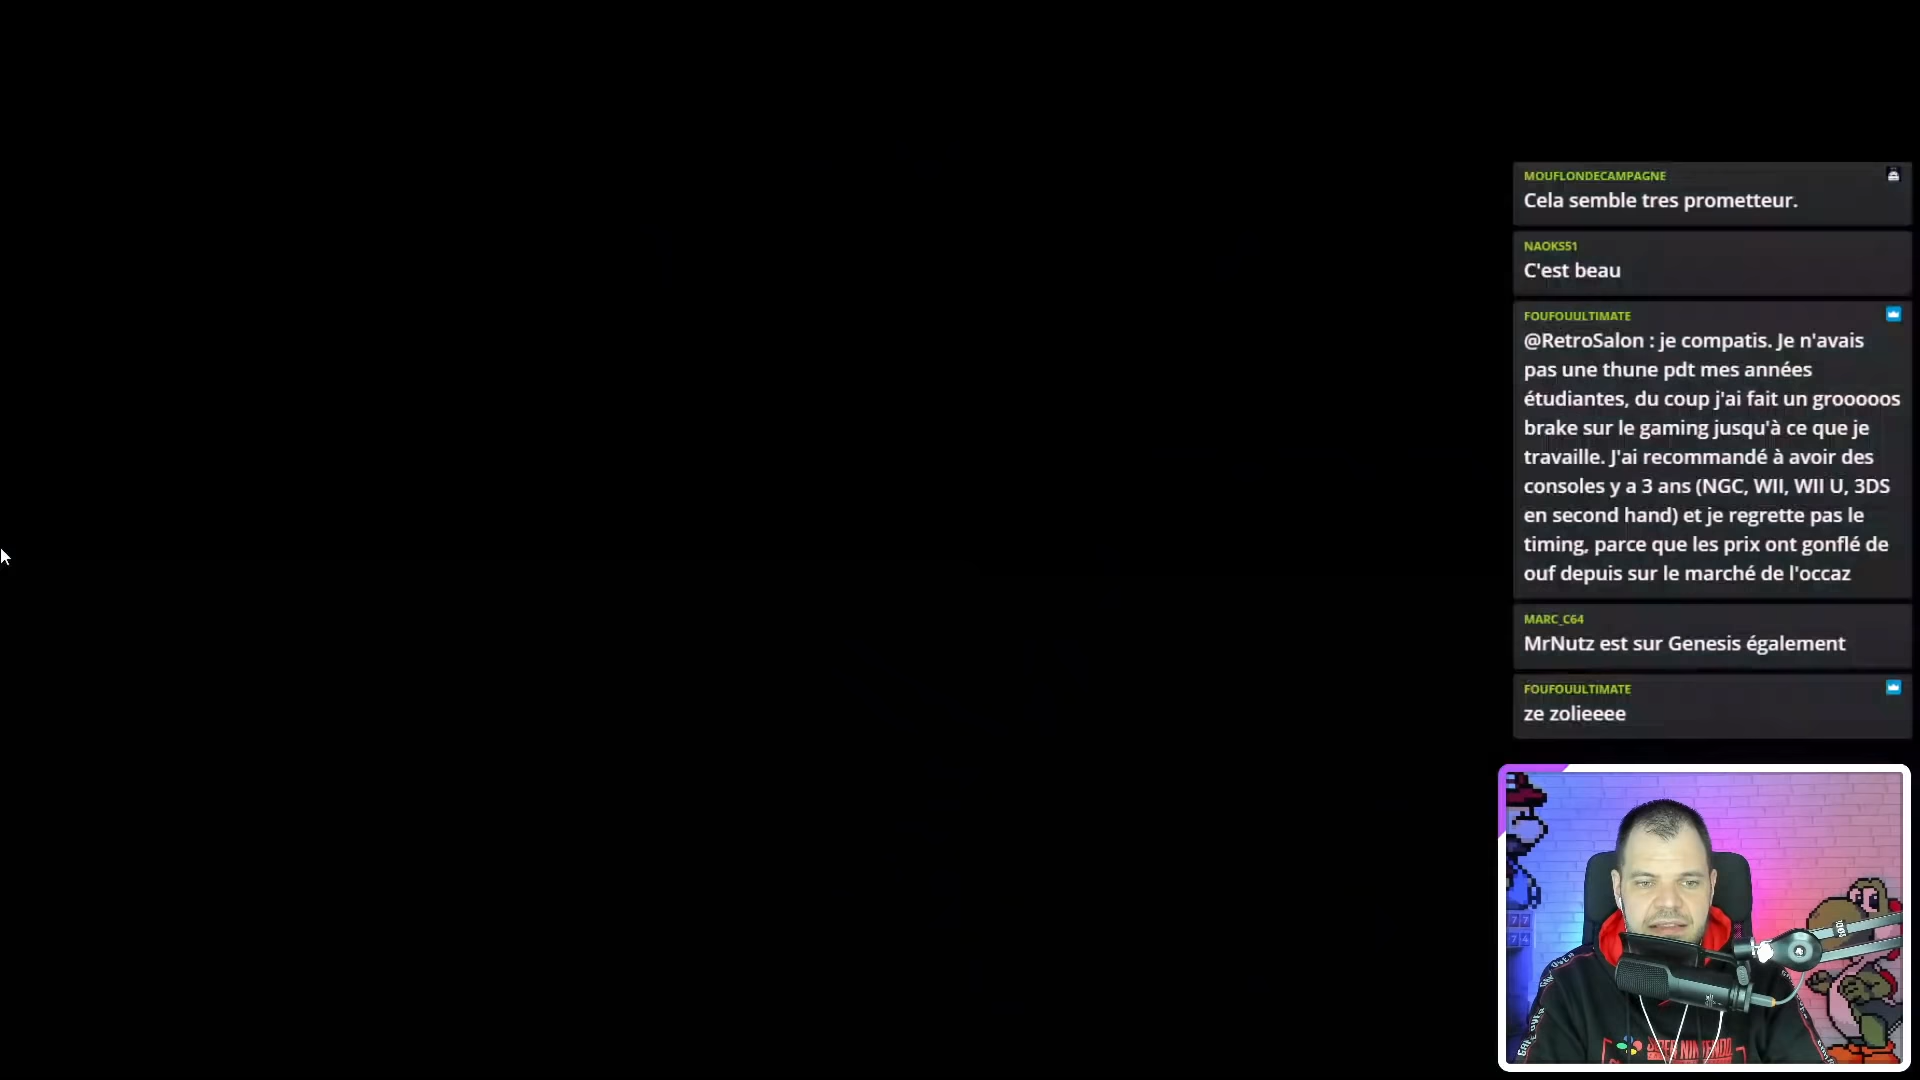 MOUFLONDECAMPAGNE
Cela semble tres prometteur.
NAOKS51
C'est beau
FOUFOUULTIMATE
@RetroSalon : je compatis. Je n'avais
pas une thune pdt mes années
étudiantes, du coup j'ai fait un grooooos
brake sur le gaming jusqu'à ce que je
travaille. J'ai recommandé à avoir des
consoles y a 3 ans (NGC, WII, WII U, 3DS
en second hand) et je regrette pas le
timing, parce que les prix ont gonflé de
ouf depuis sur le marché de l'occaz
MARC_C64
MrNutz est sur Genesis également
FOUFOUULTIMATE
ze zolieeee
GAME OVER
SUPER NINTENDO